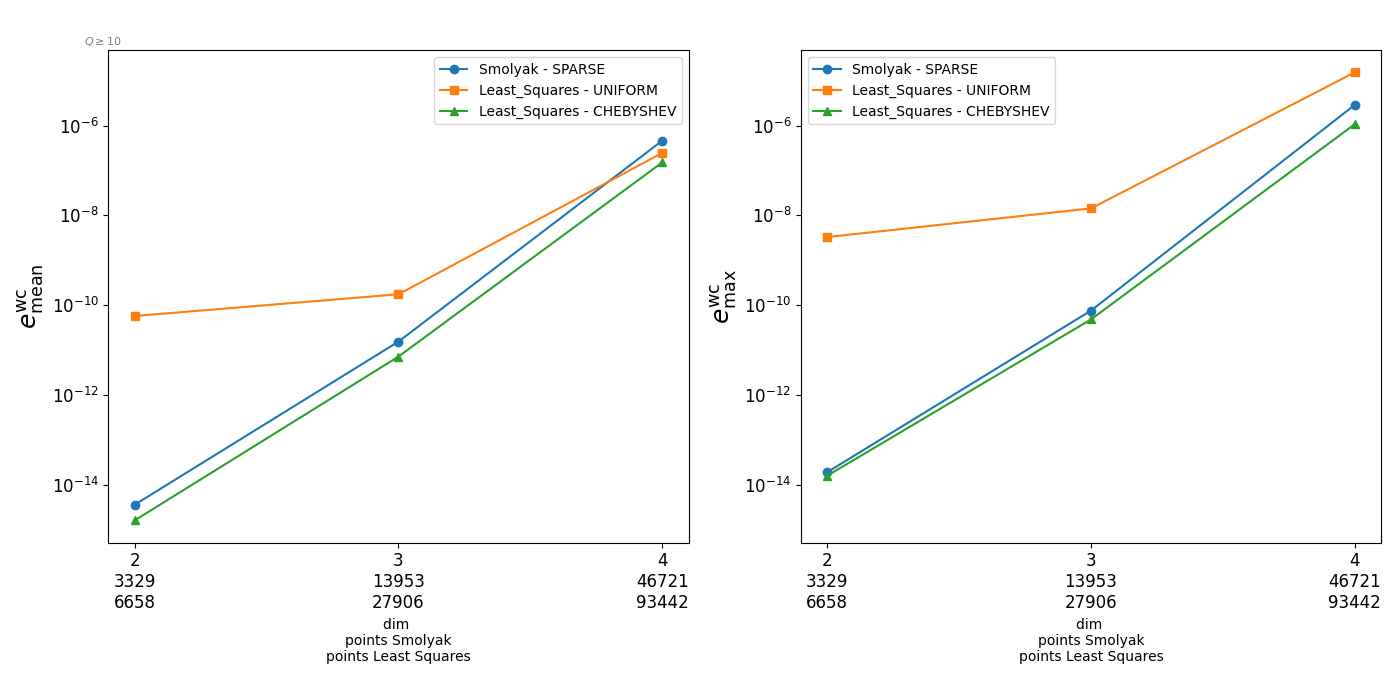 Q ≥ 10
Smolyak - SPARSE
Least_Squares - UNIFORM
Least_Squares - CHEBYSHEV
e^wc_mean
10^−6
10^−8
10^−10
10^−12
10^−14
2 3 4
3329 13953 46721
6658 27906 93442
dim
points Smolyak
points Least Squares
Smolyak - SPARSE
Least_Squares - UNIFORM
Least_Squares - CHEBYSHEV
e^wc_max
10^−6
10^−8
10^−10
10^−12
10^−14
2 3 4
3329 13953 46721
6658 27906 93442
dim
points Smolyak
points Least Squares